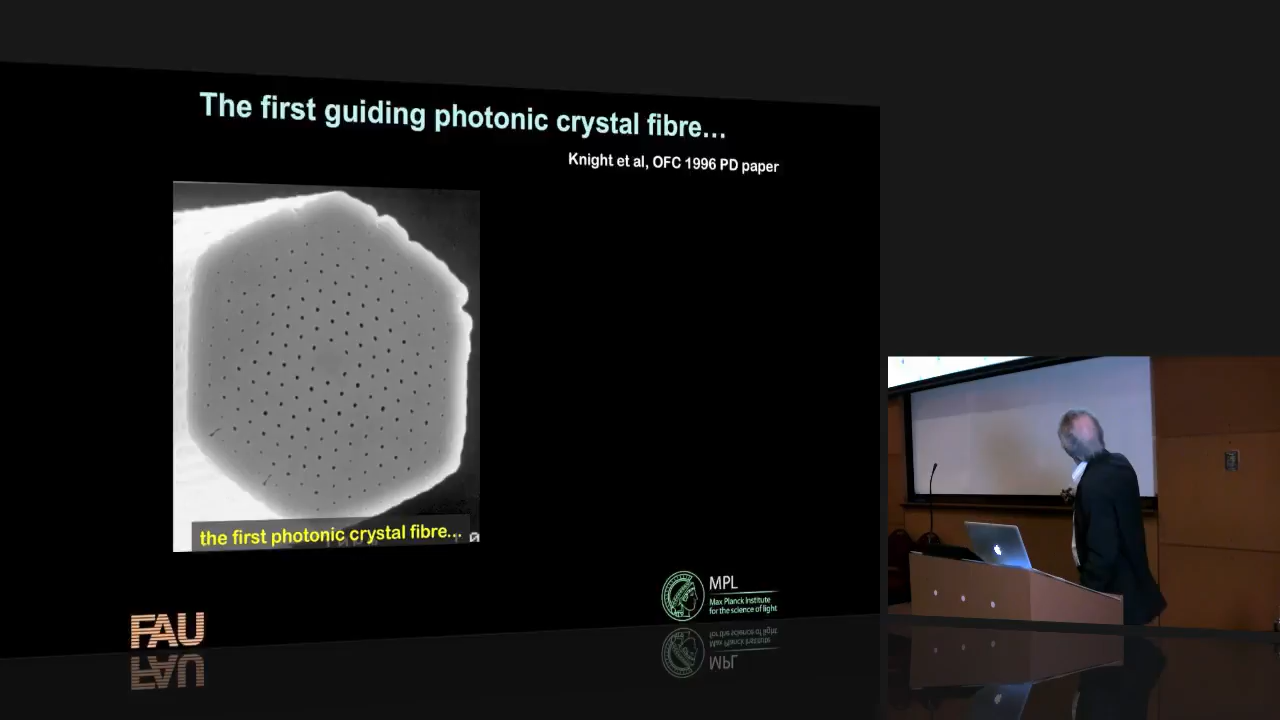 The first guiding photonic crystal fibre...
Knight et al, OFC 1996 PD paper
the first photonic crystal fibre...
FAU
MPL
Max Planck Institute
for the science of light